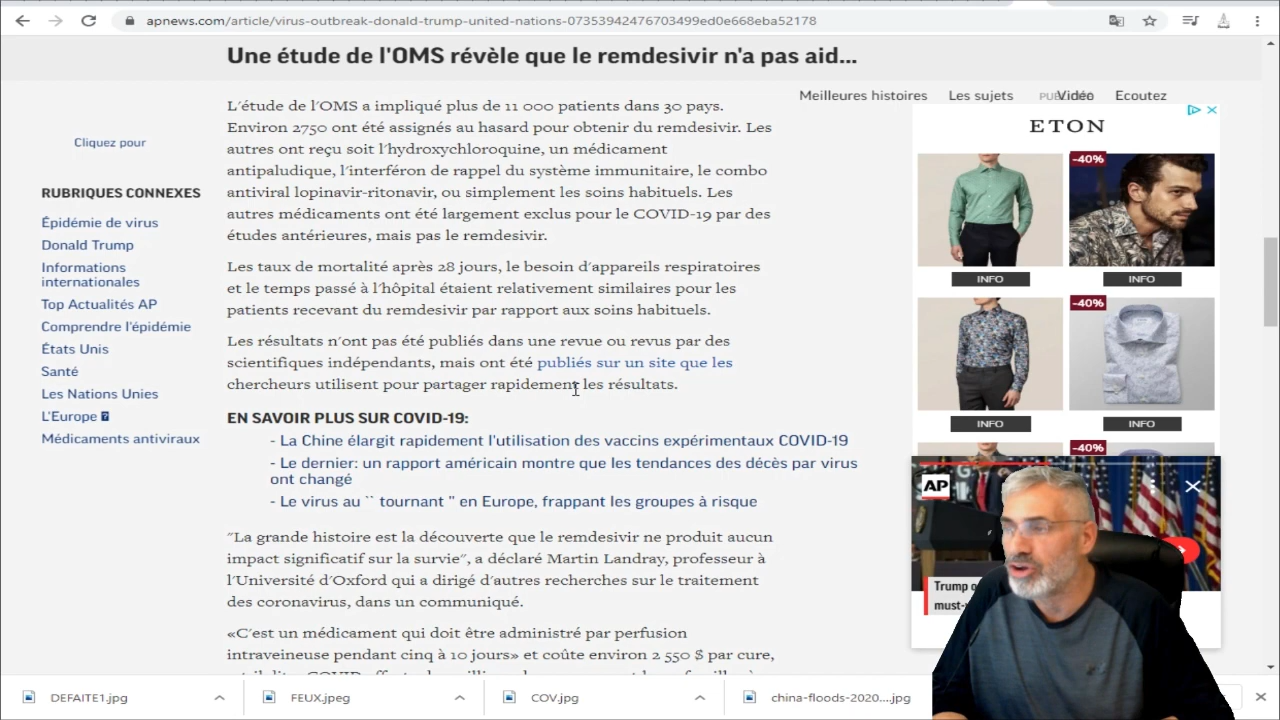 apnews.com/article/virus-outbreak-donald-trump-united-nations-07353942476703499ed0e668eba52178
Une étude de l'OMS révèle que le remdesivir n'a pas aid...
Meilleures histoires
Les sujets
Vidéo
Ecoutez
Cliquez pour
RUBRIQUES CONNEXES
Épidémie de virus
Donald Trump
Informations
internationales
Top Actualités AP
Comprendre l'épidémie
États Unis
Santé
Les Nations Unies
L'Europe
Médicaments antiviraux
L'étude de l'OMS a impliqué plus de 11 000 patients dans 30 pays.
Environ 2750 ont été assignés au hasard pour obtenir du remdesivir. Les
autres ont reçu soit l'hydroxychloroquine, un médicament
antipaludique, l'interféron de rappel du système immunitaire, le combo
antiviral lopinavir-ritonavir, ou simplement les soins habituels. Les
autres médicaments ont été largement exclus pour le COVID-19 par des
études antérieures, mais pas le remdesivir.
Les taux de mortalité après 28 jours, le besoin d'appareils respiratoires
et le temps passé à l'hôpital étaient relativement similaires pour les
patients recevant du remdesivir par rapport aux soins habituels.
Les résultats n'ont pas été publiés dans une revue ou revus par des
scientifiques indépendants, mais ont été publiés sur un site que les
chercheurs utilisent pour partager rapidement les résultats.
EN SAVOIR PLUS SUR COVID-19:
- La Chine élargit rapidement l'utilisation des vaccins expérimentaux COVID-19
- Le dernier: un rapport américain montre que les tendances des décès par virus
ont changé
- Le virus au `` tournant '' en Europe, frappant les groupes à risque
"La grande histoire est la découverte que le remdesivir ne produit aucun
impact significatif sur la survie", a déclaré Martin Landray, professeur à
l'Université d'Oxford qui a dirigé d'autres recherches sur le traitement
des coronavirus, dans un communiqué.
«C'est un médicament qui doit être administré par perfusion
intraveineuse pendant cinq à 10 jours» et coûte environ 2 550 $ par cure,
ETON
-40%
-40%
INFO
INFO
-40%
INFO
INFO
-40%
AP
Trump
must-
DEFAITE1.jpg
FEUX.jpeg
COV.jpg
china-floods-2020....jpg